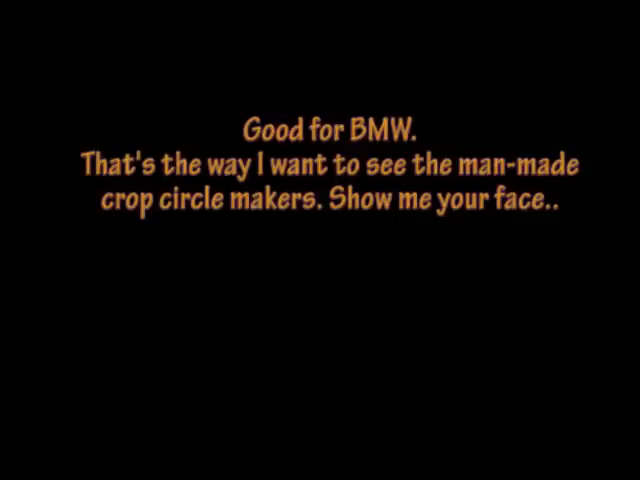 Good for BMW.
That's the way I want to see the man-made
crop circle makers. Show me your face..